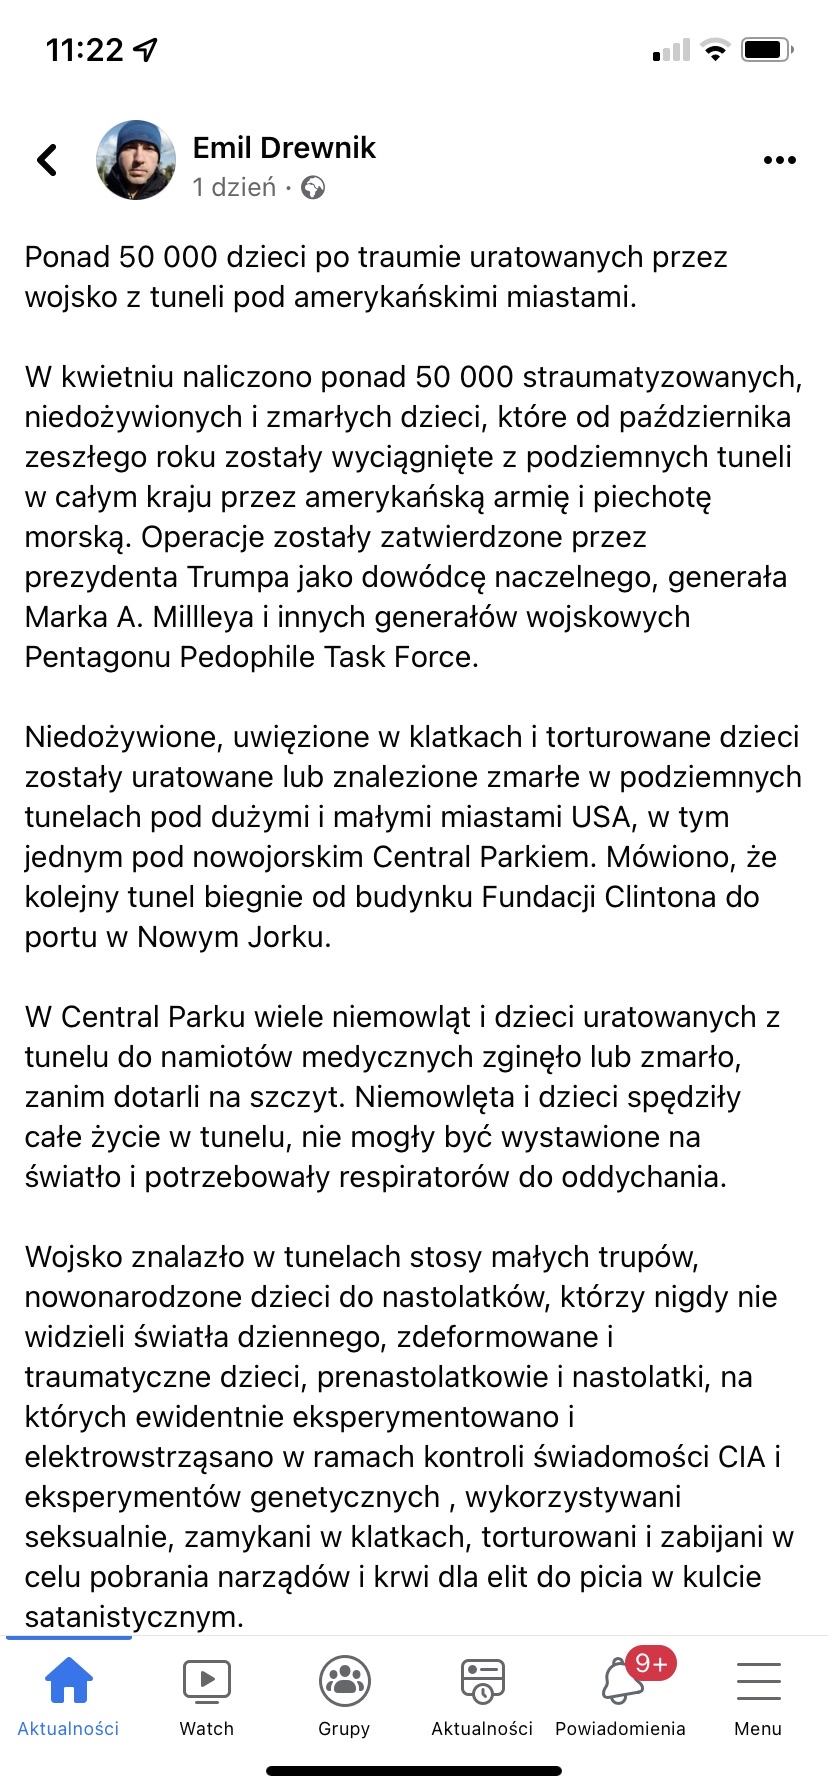 11:22
Emil Drewnik
1 dzień ·
Ponad 50 000 dzieci po traumie uratowanych przez
wojsko z tuneli pod amerykańskimi miastami.
W kwietniu naliczono ponad 50 000 straumatyzowanych,
niedożywionych i zmarłych dzieci, które od października
zeszłego roku zostały wyciągnięte z podziemnych tuneli
w całym kraju przez amerykańską armię i piechotę
morską. Operacje zostały zatwierdzone przez
prezydenta Trumpa jako dowódcę naczelnego, generała
Marka A. Millleya i innych generałów wojskowych
Pentagonu Pedophile Task Force.
Niedożywione, uwięzione w klatkach i torturowane dzieci
zostały uratowane lub znalezione zmarłe w podziemnych
tunelach pod dużymi i małymi miastami USA, w tym
jednym pod nowojorskim Central Parkiem. Mówiono, że
kolejny tunel biegnie od budynku Fundacji Clintona do
portu w Nowym Jorku.
W Central Parku wiele niemowląt i dzieci uratowanych z
tunelu do namiotów medycznych zginęło lub zmarło,
zanim dotarli na szczyt. Niemowlęta i dzieci spędziły
całe życie w tunelu, nie mogły być wystawione na
światło i potrzebowały respiratorów do oddychania.
Wojsko znalazło w tunelach stosy małych trupów,
nowonarodzone dzieci do nastolatków, którzy nigdy nie
widzieli światła dziennego, zdeformowane i
traumatyczne dzieci, prenastolatkowie i nastolatki, na
których ewidentnie eksperymentowano i
elektrowstrząsano w ramach kontroli świadomości CIA i
eksperymentów genetycznych , wykorzystywani
seksualnie, zamykani w klatkach, torturowani i zabijani w
celu pobrania narządów i krwi dla elit do picia w kulcie
satanistycznym.
9+
Aktualności Watch Grupy Aktualności Powiadomienia Menu